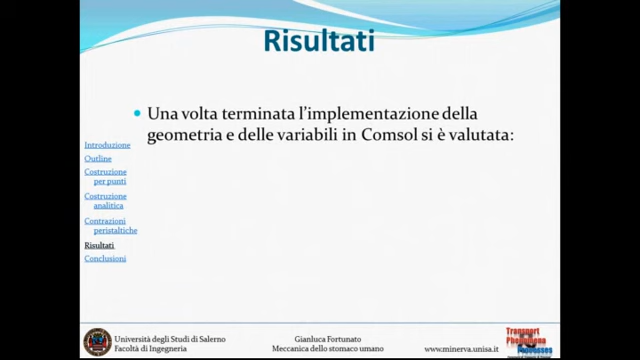 Risultati
Una volta terminata l'implementazione della
geometria e delle variabili in Comsol si è valutata:
Introduzione
Outline
Costruzione
per punti
Costruzione
analitica
Contrazioni
peristaltiche
Risultati
Conclusioni
Università degli Studi di Salerno
Facoltà di Ingegneria
Gianluca Fortunato
Meccanica dello stomaco umano
www.minerva.unisa.it
Transport
Phenomena
Processes